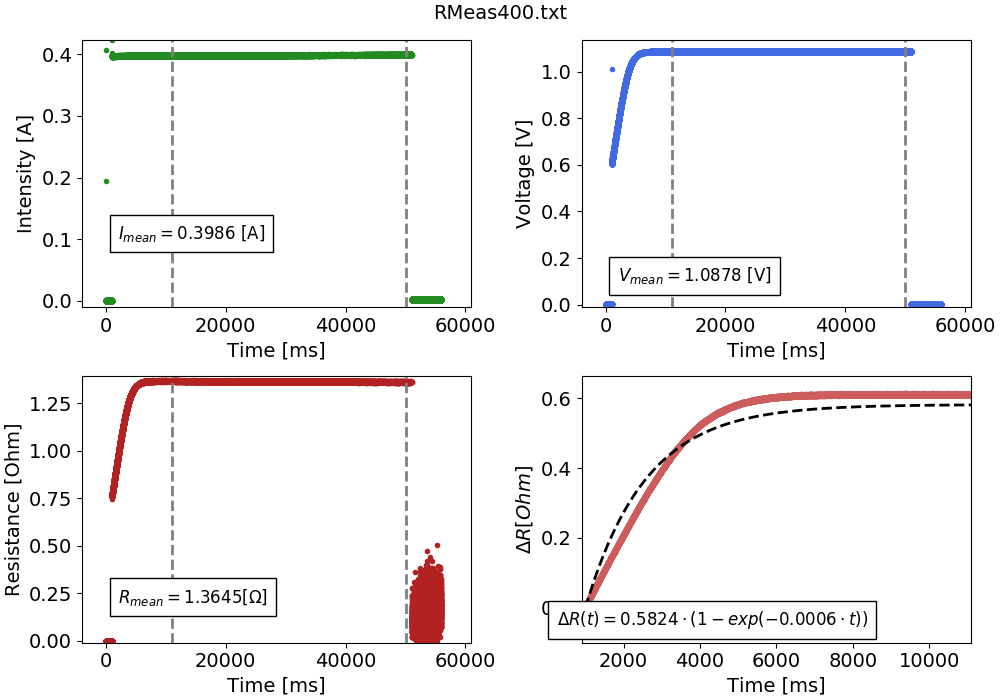 RMeas400.txt
Intensity [A]
0.4
0.3
0.2
0.1
0.0
I_mean = 0.3986 [A]
0 20000 40000 60000
Time [ms]
Voltage [V]
1.0
0.8
0.6
0.4
0.2
0.0
V_mean = 1.0878 [V]
0 20000 40000 60000
Time [ms]
Resistance [Ohm]
1.25
1.00
0.75
0.50
0.25
0.00
R_mean = 1.3645[Ω]
0 20000 40000 60000
Time [ms]
ΔR[Ohm]
0.6
0.4
0.2
ΔR(t) = 0.5824 · (1 − exp(−0.0006 · t))
2000 4000 6000 8000 10000
Time [ms]